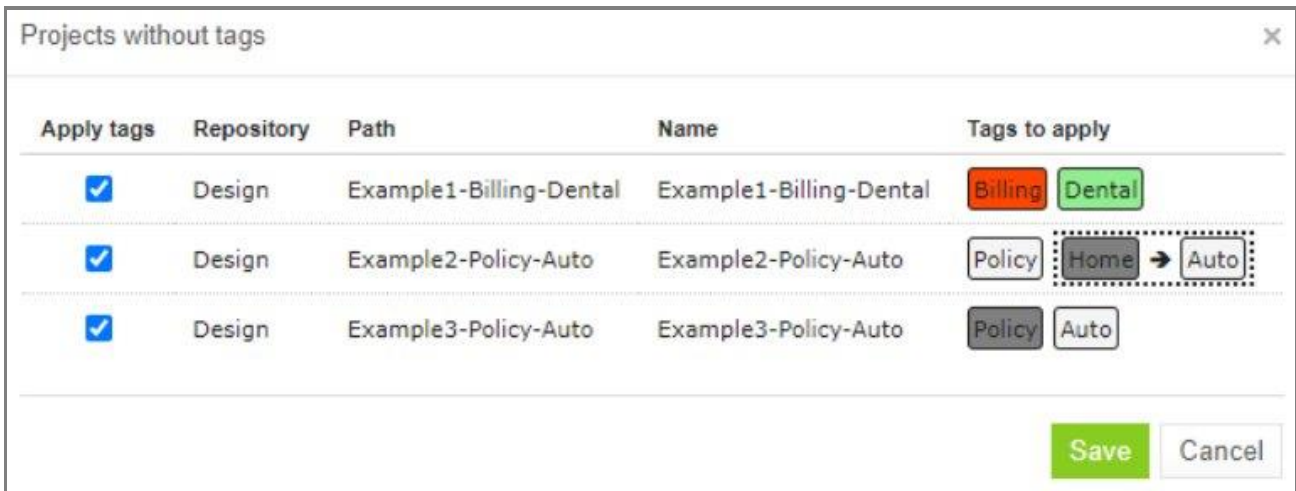 Projects without tags ×
Apply tags Repository Path Name Tags to apply
Design Example1-Billing-Dental Example1-Billing-Dental Billing Dental
Design Example2-Policy-Auto Example2-Policy-Auto Policy Home ➔ Auto
Design Example3-Policy-Auto Example3-Policy-Auto Policy Auto
Save Cancel